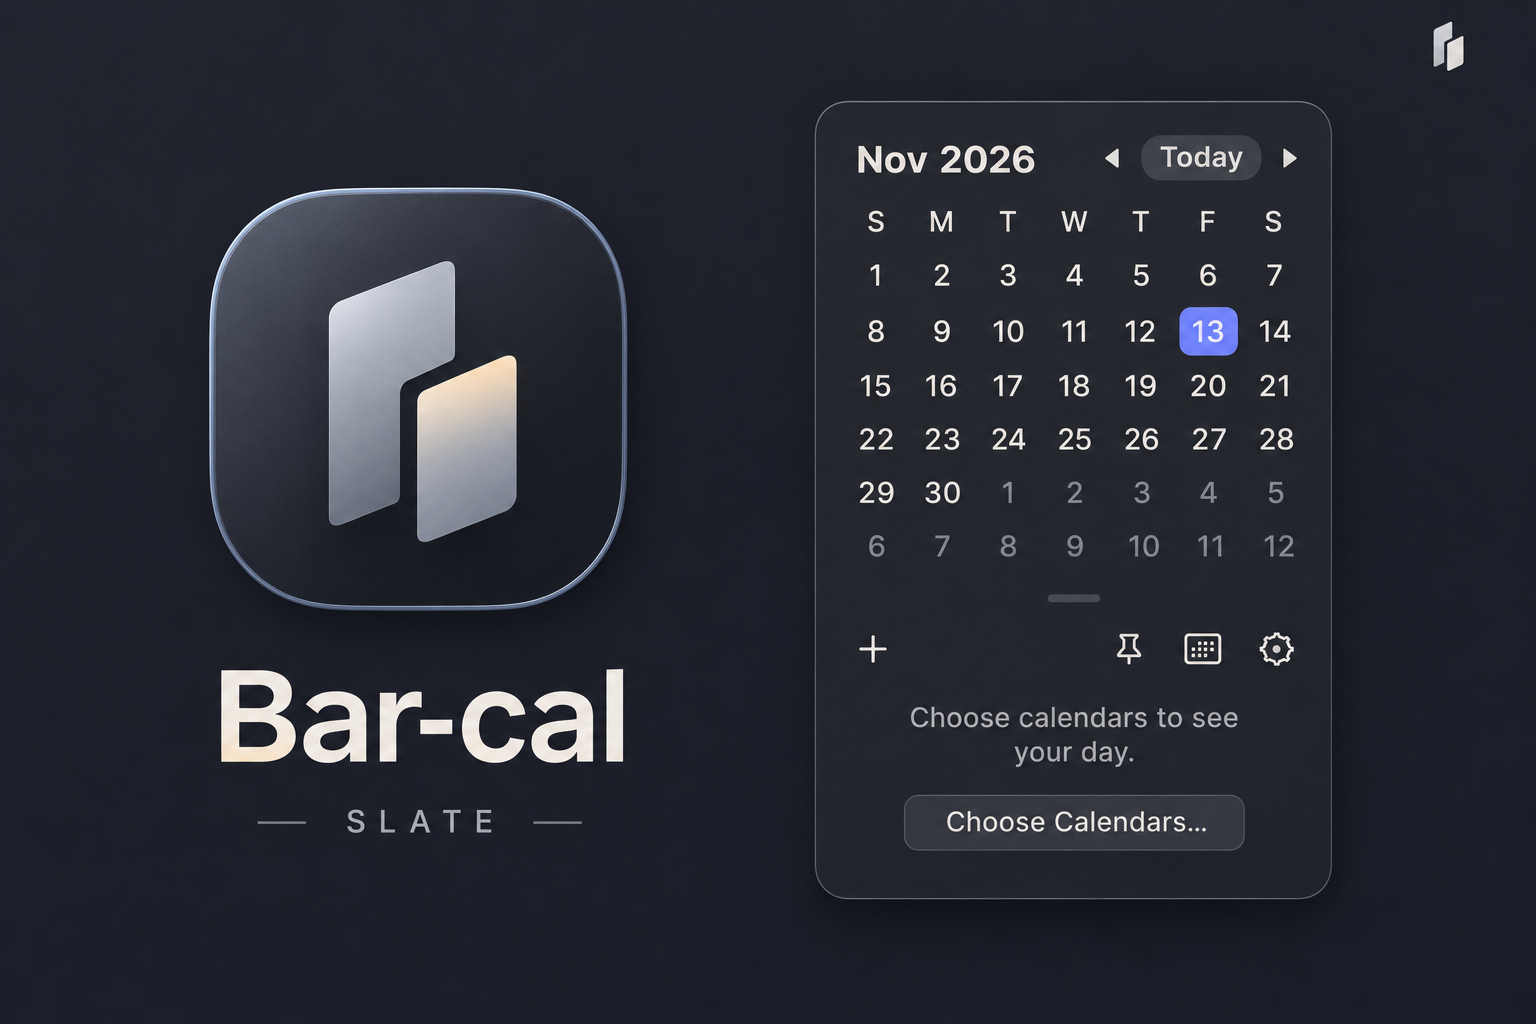 Bar-cal
SLATE
Nov 2026 Today
S M T W T F S
1 2 3 4 5 6 7
8 9 10 11 12 13 14
15 16 17 18 19 20 21
22 23 24 25 26 27 28
29 30 1 2 3 4 5
6 7 8 9 10 11 12
Choose calendars to see
your day.
Choose Calendars...